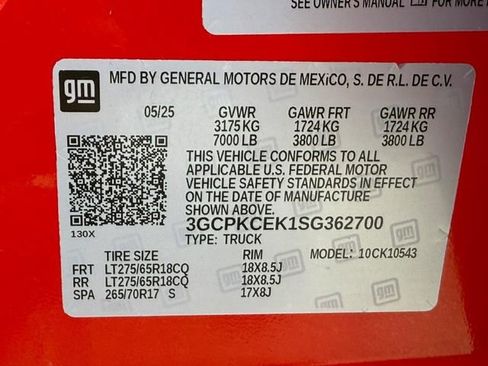 SEE OWNER'S MANUAL FOR MORE
gm
MFD BY GENERAL MOTORS DE MEXiCO, S. DE R.L. DE C.V.
05/25 GVWR GAWR FRT GAWR RR
3175 KG 1724 KG 1724 KG
7000 LB 3800 LB 3800 LB
THIS VEHICLE CONFORMS TO ALL
APPLICABLE U.S. FEDERAL MOTOR
VEHICLE SAFETY STANDARDS IN EFFECT
ON THE DATE OF MANUFACTURE
SHOWN ABOVE.
130X
3GCPKCEK1SG362700
TYPE: TRUCK MODEL: 10CK10543
TIRE SIZE RIM
FRT LT275/65R18CQ 18X8.5J
RR LT275/65R18CQ 18X8.5J
SPA 265/70R17 S 17X8J